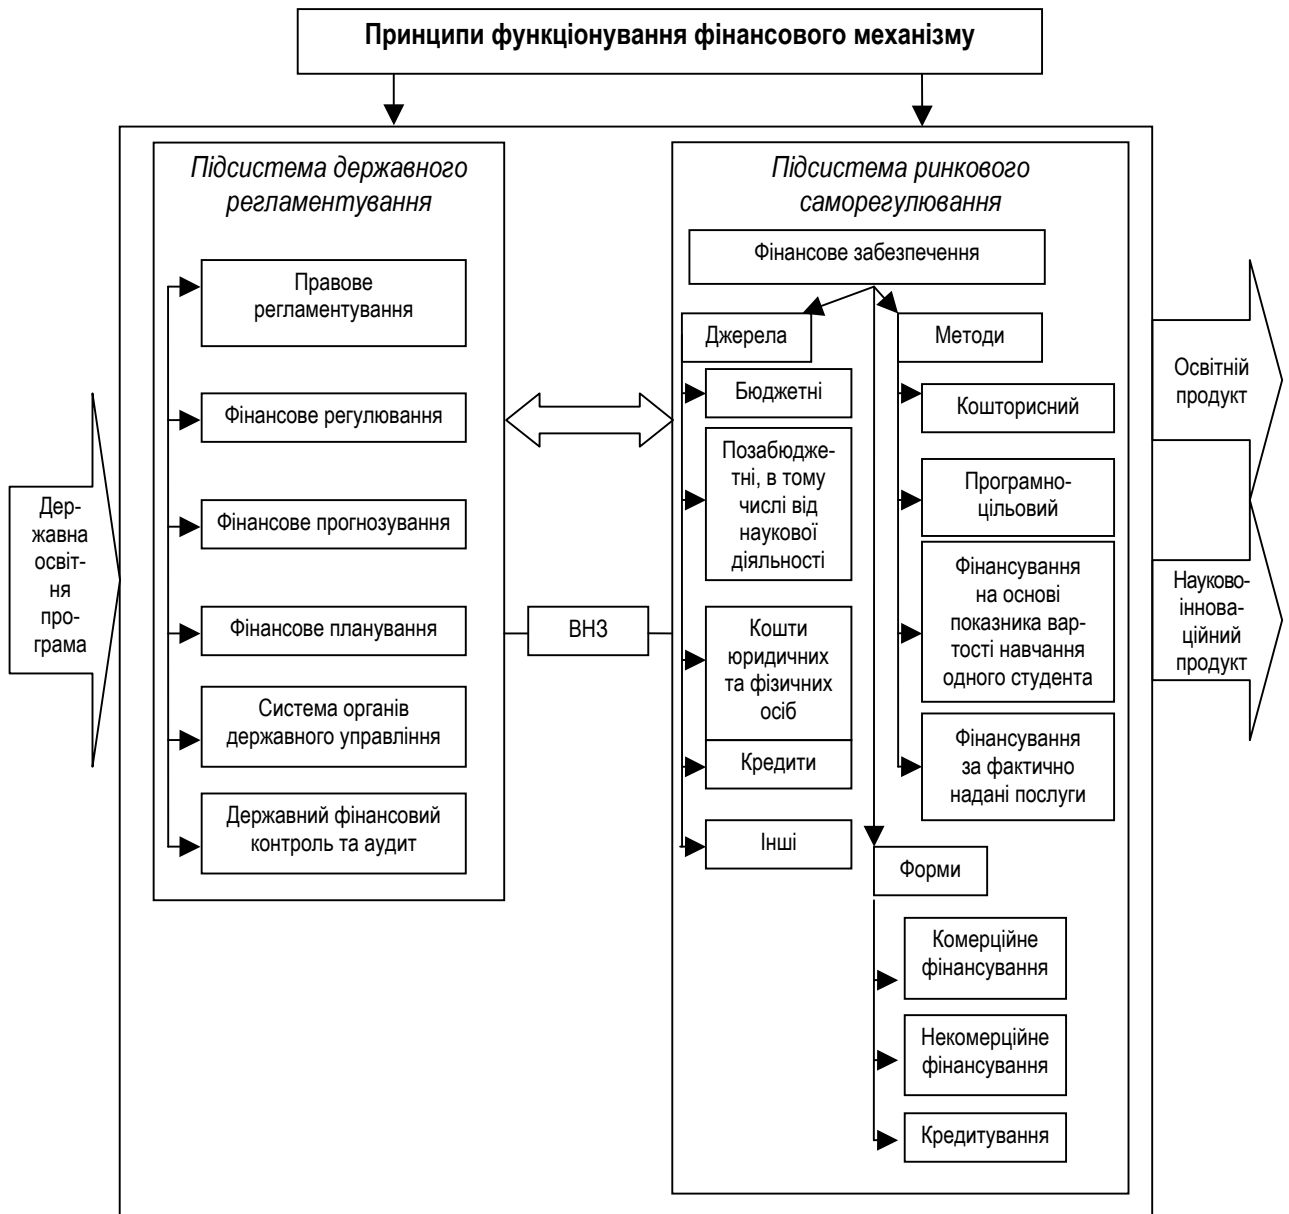 Принципи функціонування фінансового механізму
Підсистема державного
регламентування
Правове
регламентування
Фінансове регулювання
Фінансове прогнозування
Фінансове планування
Система органів
державного управління
Державний фінансовий
контроль та аудит
Дер-
жавна
освіт-
ня
про-
грама
ВНЗ
Підсистема ринкового
саморегулювання
Фінансове забезпечення
Джерела
Бюджетні
Позабюдже-
тні, в тому
числі від
наукової
діяльності
Кошти
юридичних
та фізичних
осіб
Кредити
Інші
Методи
Кошторисний
Програмно-
цільовий
Фінансування
на основі
показника вар-
тості навчання
одного студента
Фінансування
за фактично
надані послуги
Форми
Комерційне
фінансування
Некомерційне
фінансування
Кредитування
Освітній
продукт
Науково-
іннова-
ційний
продукт